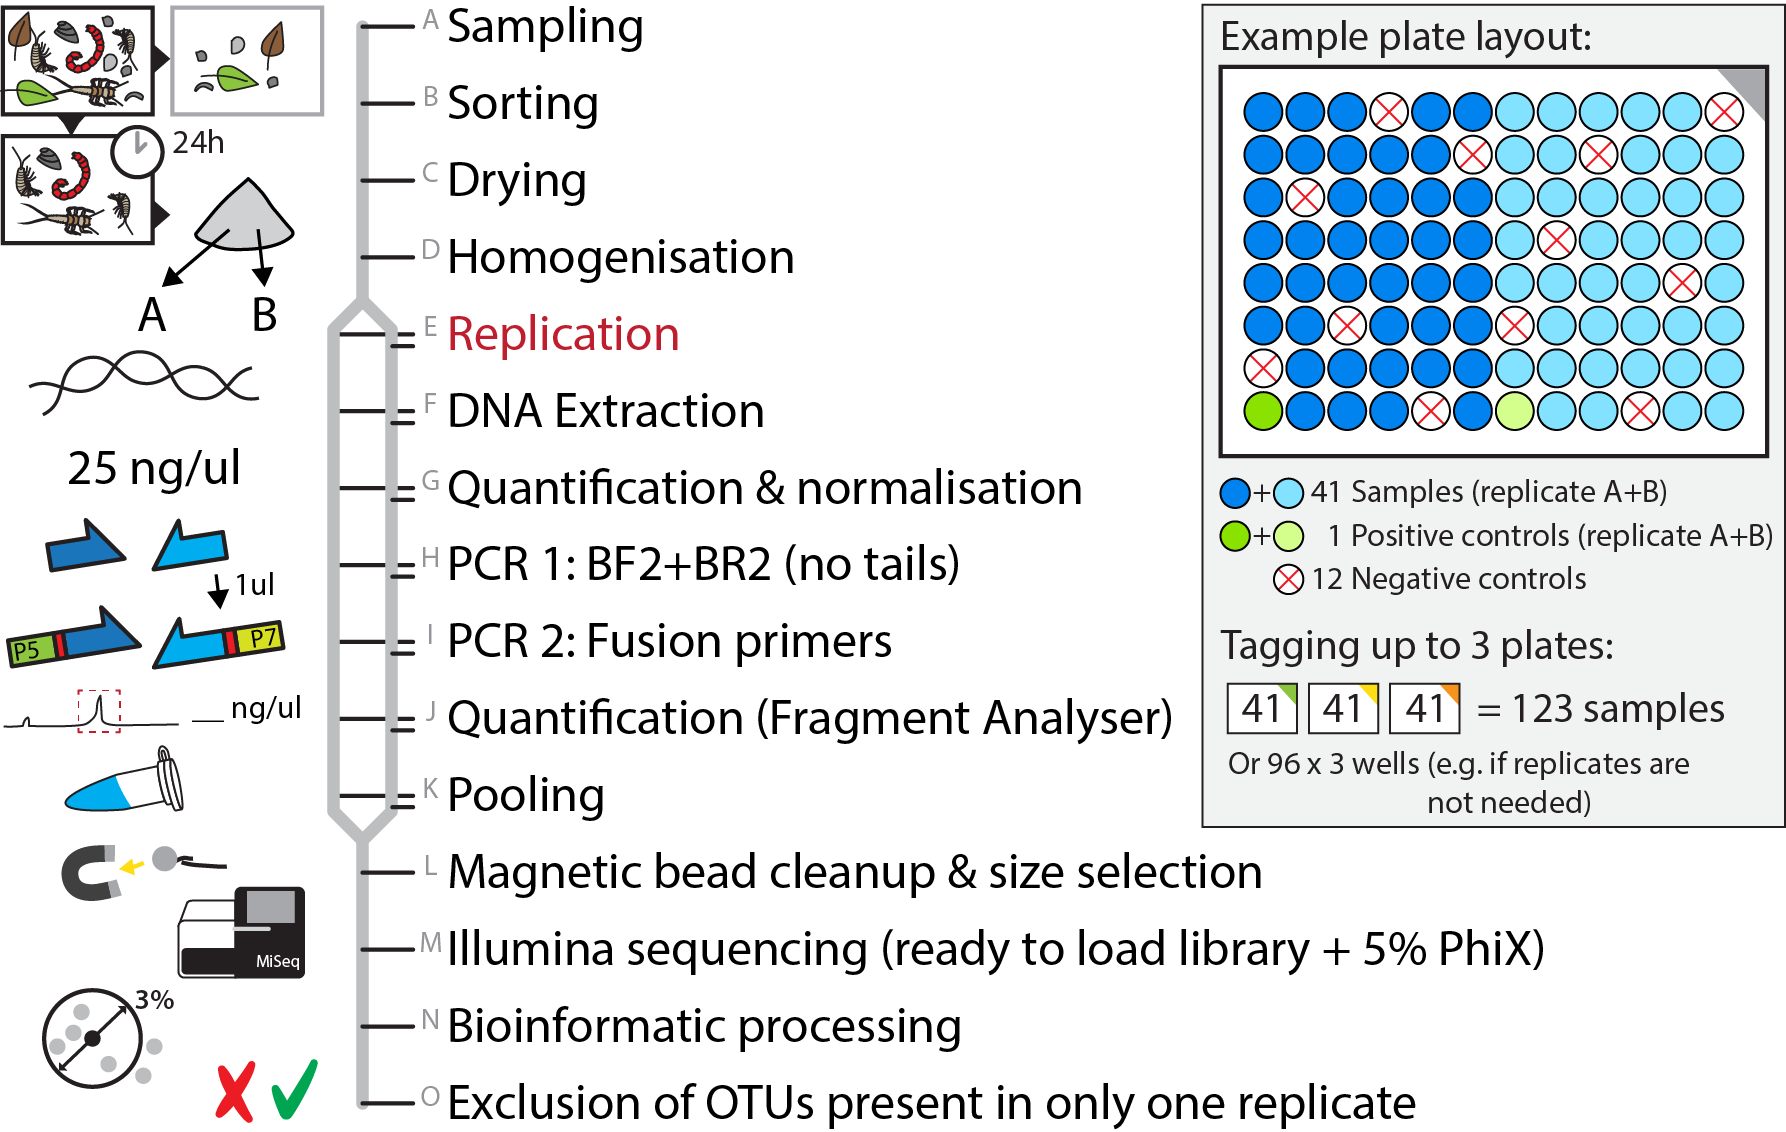 24h
A B
25 ng/ul
1ul
P5 P7
__ ng/ul
MiSeq
3%
A Sampling
B Sorting
C Drying
D Homogenisation
E Replication
F DNA Extraction
G Quantification & normalisation
H PCR 1: BF2+BR2 (no tails)
I PCR 2: Fusion primers
J Quantification (Fragment Analyser)
K Pooling
L Magnetic bead cleanup & size selection
M Illumina sequencing (ready to load library + 5% PhiX)
N Bioinformatic processing
O Exclusion of OTUs present in only one replicate
Example plate layout:
+ 41 Samples (replicate A+B)
+ 1 Positive controls (replicate A+B)
12 Negative controls
Tagging up to 3 plates:
41 41 41 = 123 samples
Or 96 x 3 wells (e.g. if replicates are
not needed)